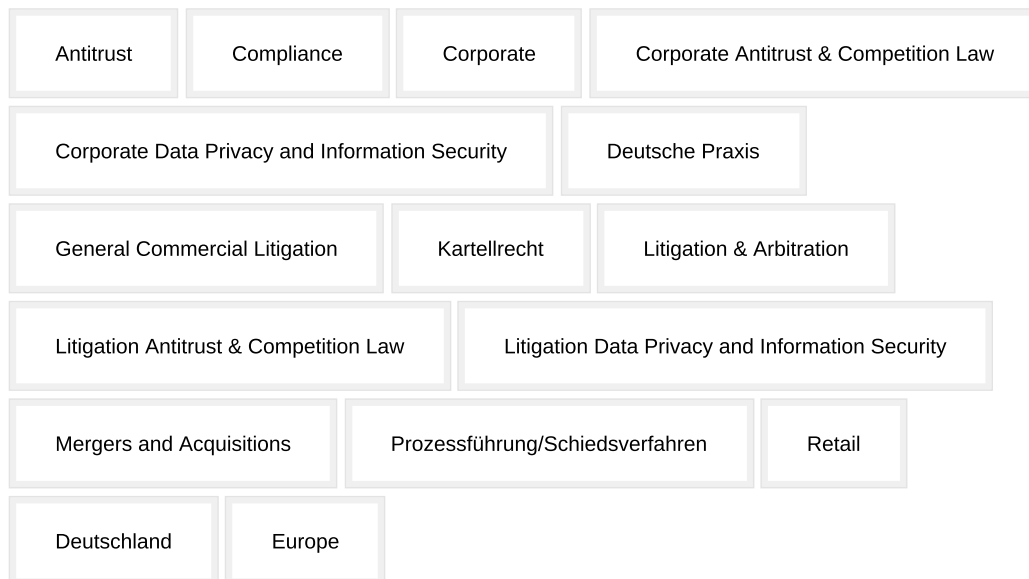 Antitrust Compliance Corporate Corporate Antitrust & Competition Law
Corporate Data Privacy and Information Security Deutsche Praxis
General Commercial Litigation Kartellrecht Litigation & Arbitration
Litigation Antitrust & Competition Law Litigation Data Privacy and Information Security
Mergers and Acquisitions Prozessführung/Schiedsverfahren Retail
Deutschland Europe